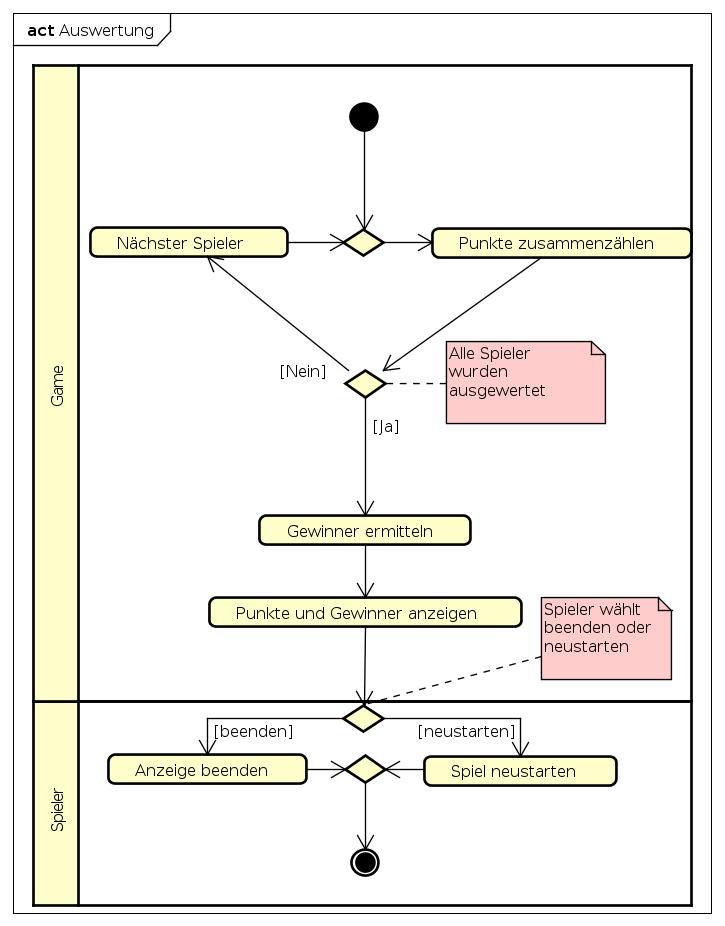 act Auswertung
Nächster Spieler
Punkte zusammenzählen
Alle Spieler
wurden
ausgewertet
[Nein]
Game
[Ja]
Gewinner ermitteln
Punkte und Gewinner anzeigen
Spieler wählt
beenden oder
neustarten
[beenden]
[neustarten]
Anzeige beenden
Spiel neustarten
Spieler